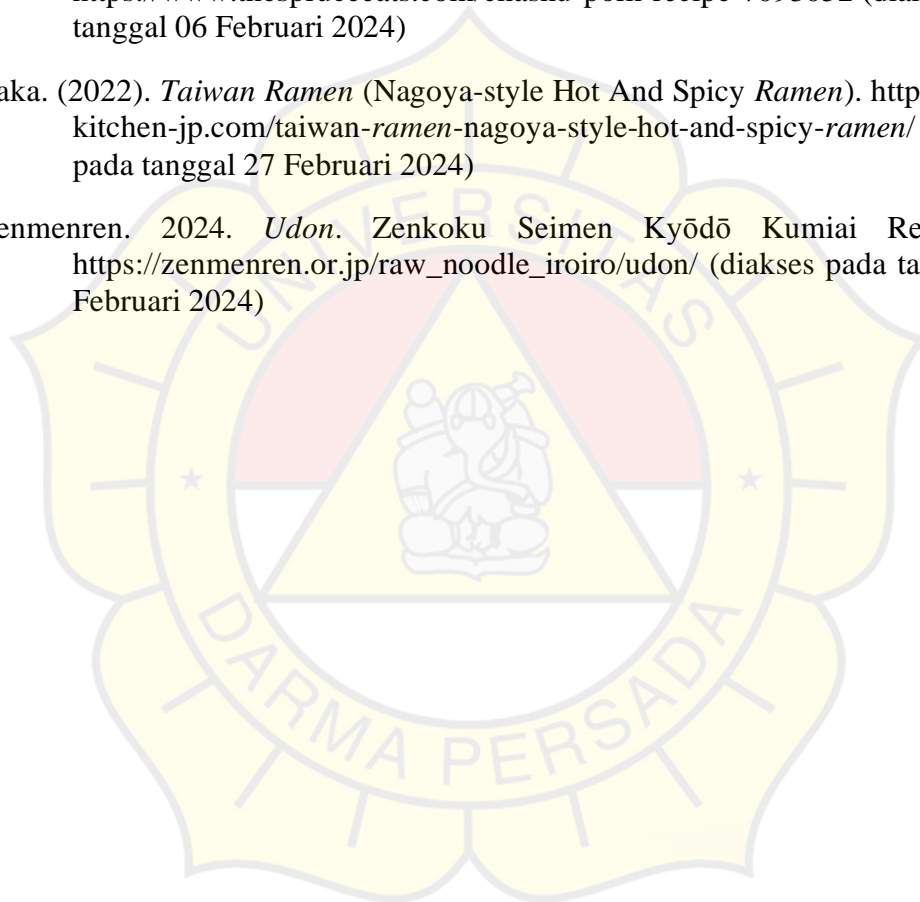 tanggal 06 Februari 2024)
aka. (2022). Taiwan Ramen (Nagoya-style Hot And Spicy Ramen). http
kitchen-jp.com/taiwan-ramen-nagoya-style-hot-and-spicy-ramen/
pada tanggal 27 Februari 2024)
enmenren. 2024. Udon. Zenkoku Seimen Kyōdō Kumiai Re
https://zenmenren.or.jp/raw_noodle_iroiro/udon/ (diakses pada ta
Februari 2024)
UNIVERSITAS
DARMA PERSADA